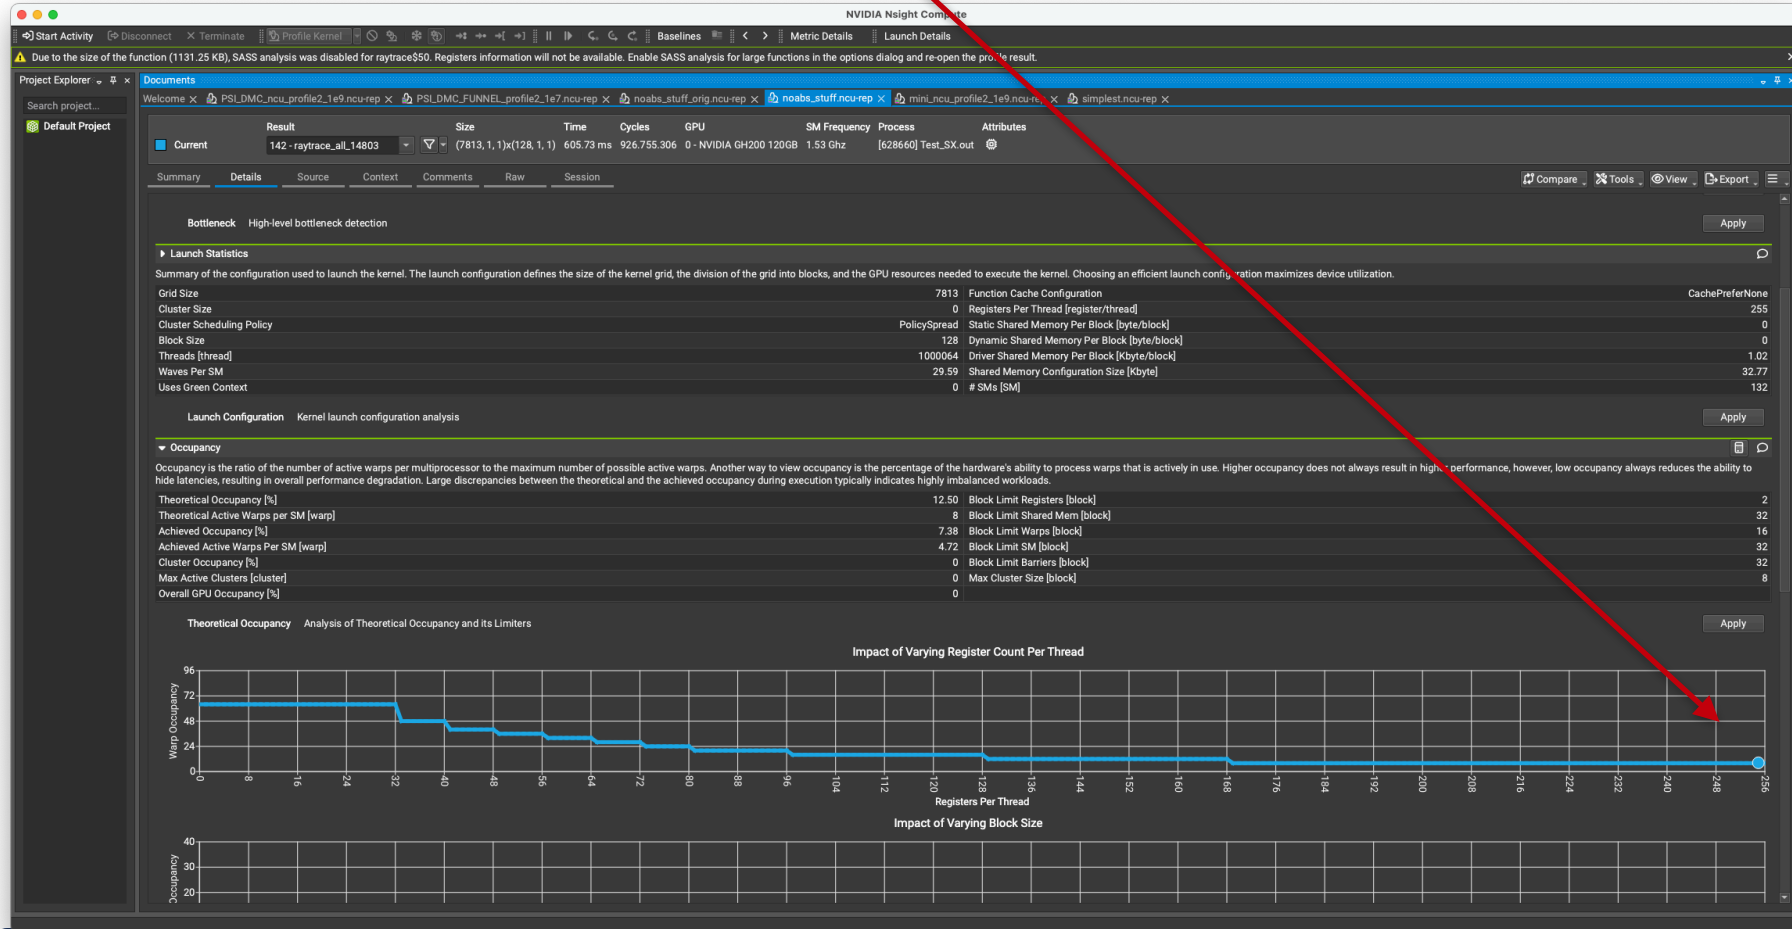 NVIDIA Nsight Compute
Start Activity Disconnect Terminate Profile Kernel Baselines Metric Details Launch Details
Due to the size of the function (1131.25 KB), SASS analysis was disabled for raytrace$50. Registers information will not be available. Enable SASS analysis for large functions in the options dialog and re-open the profile result.
Project Explorer Documents
Welcome PSI_DMC_ncu_profile2_1e9.ncu-rep PSI_DMC_FUNNEL_profile2_1e7.ncu-rep noabs_stuff_orig.ncu-rep noabs_stuff.ncu-rep mini_ncu_profile2_1e9.ncu-rep simplest.ncu-rep
Search project...
Default Project
Result Size Time Cycles GPU SM Frequency Process Attributes
Current 142 - raytrace_all_14803 (7813, 1, 1)x(128, 1, 1) 605.73 ms 926.755.306 0 - NVIDIA GH200 120GB 1.53 Ghz [628660] Test_SX.out
Summary Details Source Context Comments Raw Session Compare Tools View Export
Bottleneck High-level bottleneck detection Apply
Launch Statistics
Summary of the configuration used to launch the kernel. The launch configuration defines the size of the kernel grid, the division of the grid into blocks, and the GPU resources needed to execute the kernel. Choosing an efficient launch configuration maximizes device utilization.
Grid Size 7813 Function Cache Configuration CachePreferNone
Cluster Size 0 Registers Per Thread [register/thread] 255
Cluster Scheduling Policy PolicySpread Static Shared Memory Per Block [byte/block] 0
Block Size 128 Dynamic Shared Memory Per Block [byte/block] 0
Threads [thread] 1000064 Driver Shared Memory Per Block [Kbyte/block] 1.02
Waves Per SM 29.59 Shared Memory Configuration Size [Kbyte] 32.77
Uses Green Context 0 # SMs [SM] 132
Launch Configuration Kernel launch configuration analysis Apply
Occupancy
Occupancy is the ratio of the number of active warps per multiprocessor to the maximum number of possible active warps. Another way to view occupancy is the percentage of the hardware's ability to process warps that is actively in use. Higher occupancy does not always result in higher performance, however, low occupancy always reduces the ability to
hide latencies, resulting in overall performance degradation. Large discrepancies between the theoretical and the achieved occupancy during execution typically indicates highly imbalanced workloads.
Theoretical Occupancy [%] 12.50 Block Limit Registers [block] 2
Theoretical Active Warps per SM [warp] 8 Block Limit Shared Mem [block] 32
Achieved Occupancy [%] 7.38 Block Limit Warps [block] 16
Achieved Active Warps Per SM [warp] 4.72 Block Limit SM [block] 32
Cluster Occupancy [%] 0 Block Limit Barriers [block] 32
Max Active Clusters [cluster] 0 Max Cluster Size [block] 8
Overall GPU Occupancy [%] 0
Theoretical Occupancy Analysis of Theoretical Occupancy and its Limiters Apply
Impact of Varying Register Count Per Thread
96
72
48
24
0
Warp Occupancy
0 8 16 24 32 40 48 56 64 72 80 88 96 104 112 120 128 136 144 152 160 168 176 184 192 200 208 216 224 232 240 248 256
Registers Per Thread
Impact of Varying Block Size
40
30
20
Occupancy